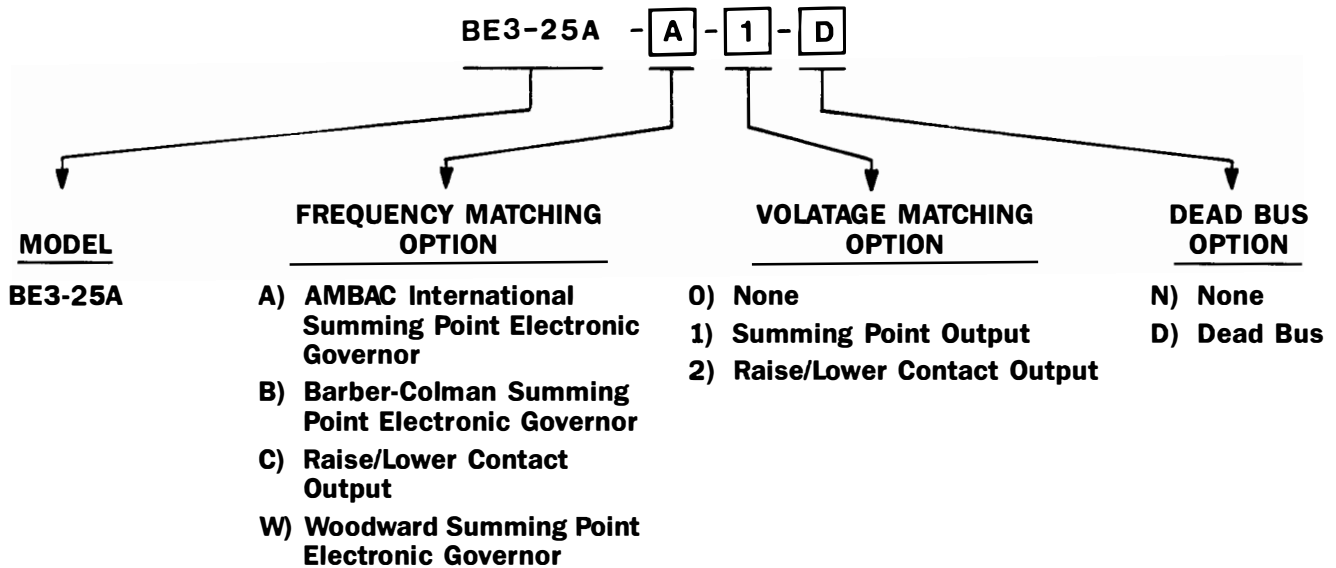 BE3-25A - A - 1 - D
MODEL
BE3-25A
FREQUENCY MATCHING
OPTION
A) AMBAC International
Summing Point Electronic
Governor
B) Barber-Colman Summing
Point Electronic Governor
C) Raise/Lower Contact
Output
W) Woodward Summing Point
Electronic Governor
VOLATAGE MATCHING
OPTION
0) None
1) Summing Point Output
2) Raise/Lower Contact Output
DEAD BUS
OPTION
N) None
D) Dead Bus